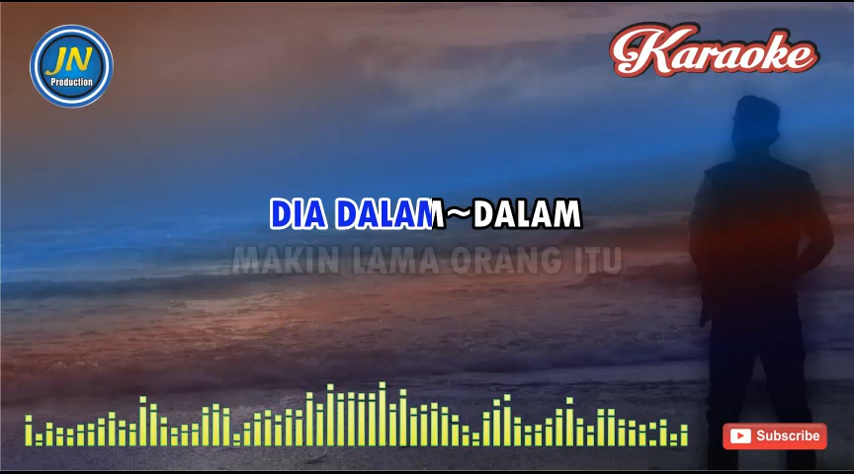 JN
Production
Karaoke
DIA DALAM~DALAM
MAKIN LAMA ORANG ITU
Subscribe